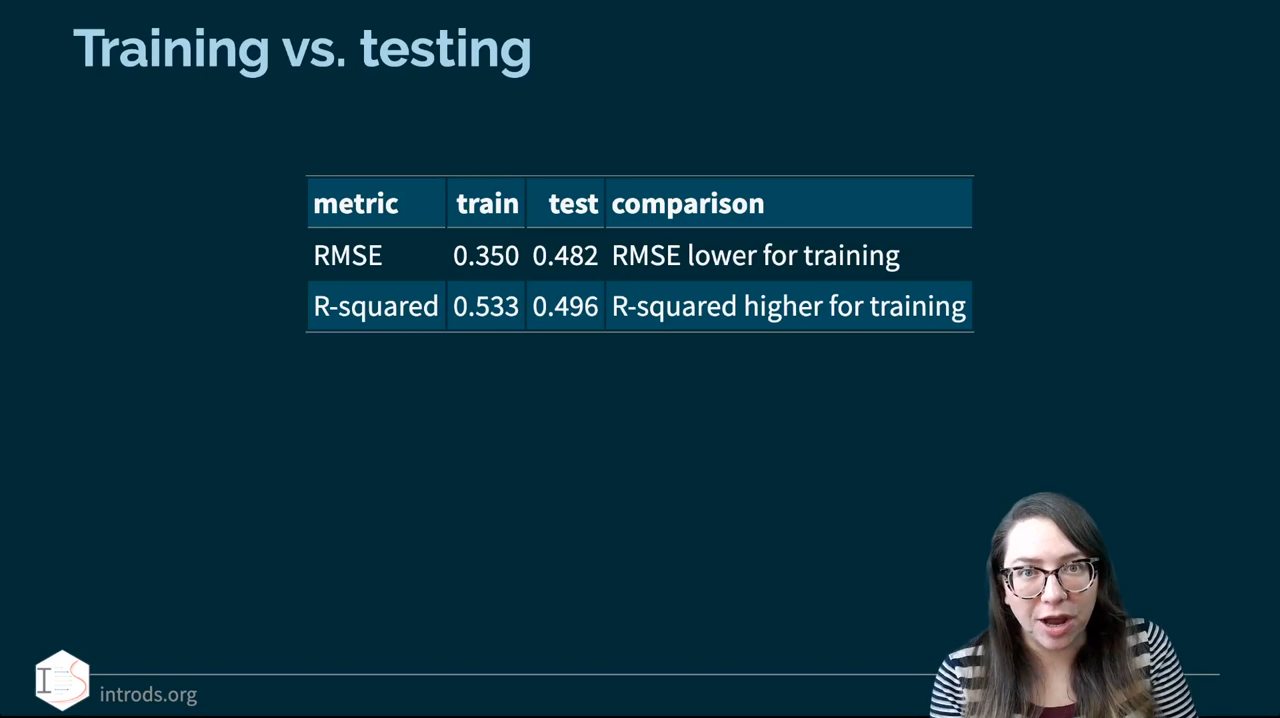 Training vs. testing
metric train test comparison
RMSE 0.350 0.482 RMSE lower for training
R-squared 0.533 0.496 R-squared higher for training
introds.org